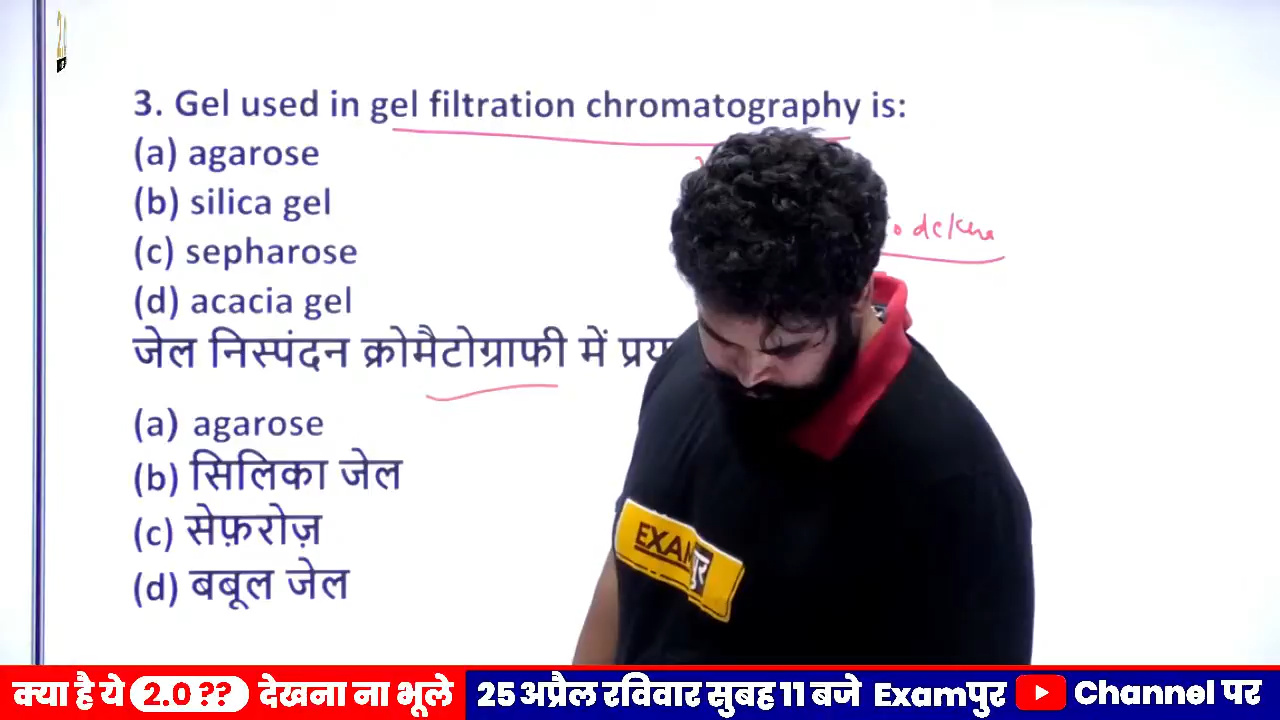 3. Gel used in gel filtration chromatography is:
(a) agarose
(b) silica gel
(c) sepharose
(d) acacia gel
जेल निस्पंदन क्रोमैटोग्राफी में
(a) agarose
(b) सिलिका जेल
(c) सेफ़रोज़
(d) बबूल जेल
EXAMपुर
क्या है ये 2.0 ?? देखना ना भूले 25 अप्रैल रविवार सुबह 11 बजे Examपुर Channel पर